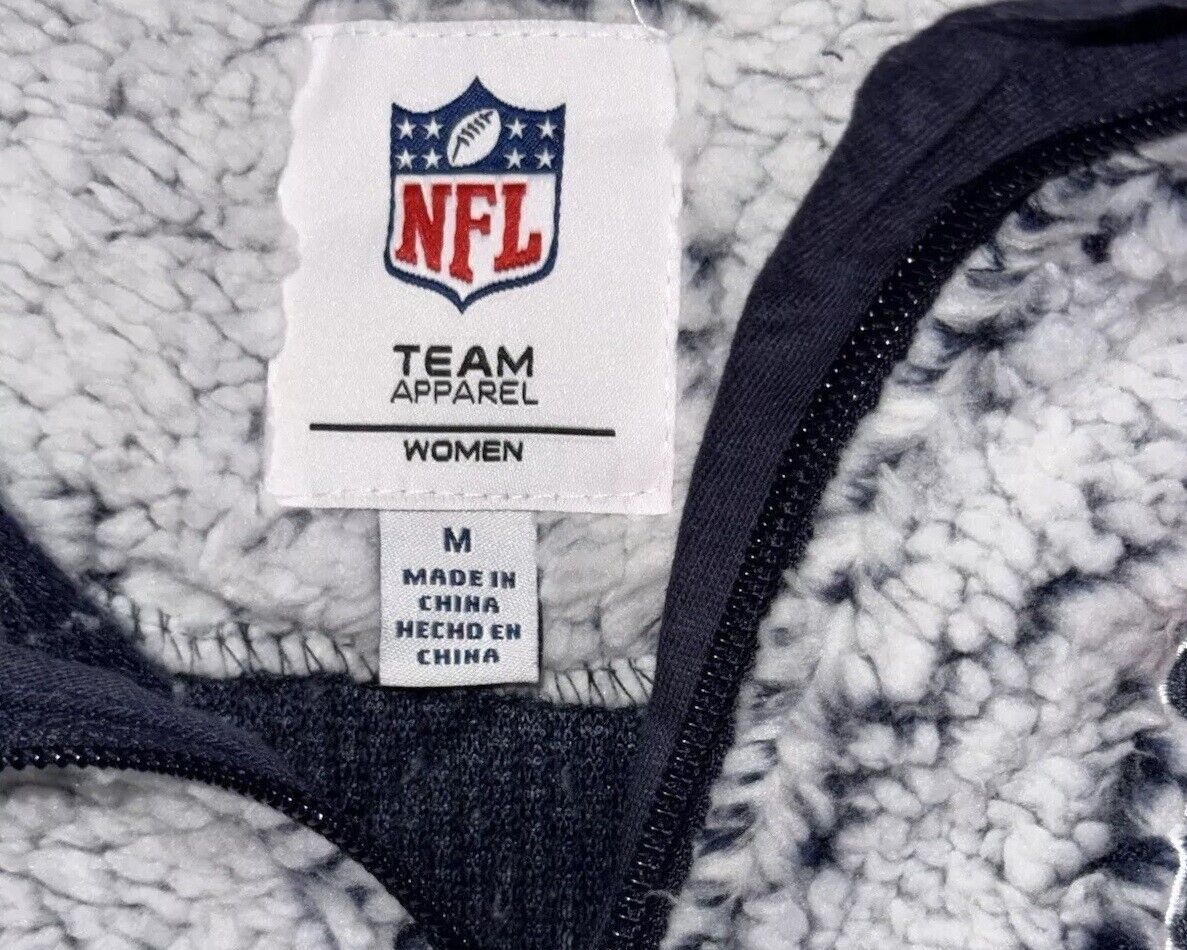 NFL
TEAM
APPAREL
WOMEN
M
MADE IN
CHINA
HECHO EN
CHINA